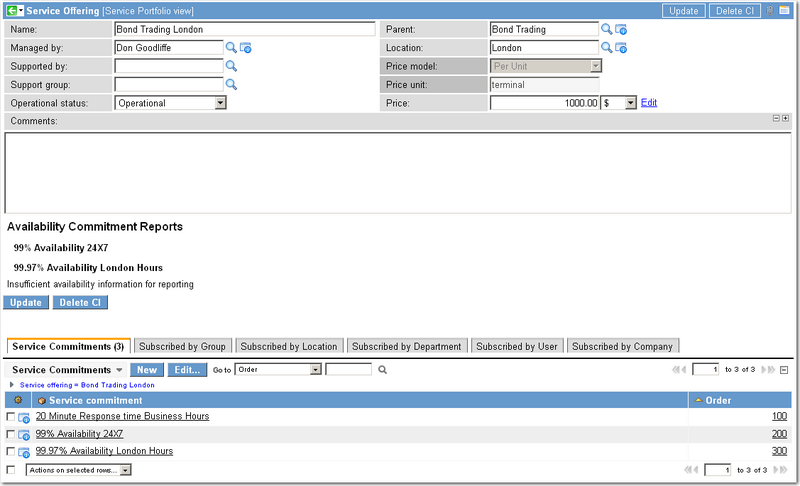 Service Offering [Service Portfolio view] Update Delete CI
Name: Bond Trading London Parent: Bond Trading
Managed by: Don Goodliffe Location: London
Supported by: Price model: Per Unit
Support group: Price unit: terminal
Operational status: Operational Price: 1000.00 $ Edit
Comments:
Availability Commitment Reports
99% Availability 24X7
99.97% Availability London Hours
Insufficient availability information for reporting
Update Delete CI
Service Commitments (3) Subscribed by Group Subscribed by Location Subscribed by Department Subscribed by User Subscribed by Company
Service Commitments New Edit... Go to Order 1 to 3 of 3
Service offering = Bond Trading London
Service commitment Order
20 Minute Response time Business Hours 100
99% Availability 24X7 200
99.97% Availability London Hours 300
Actions on selected rows... 1 to 3 of 3